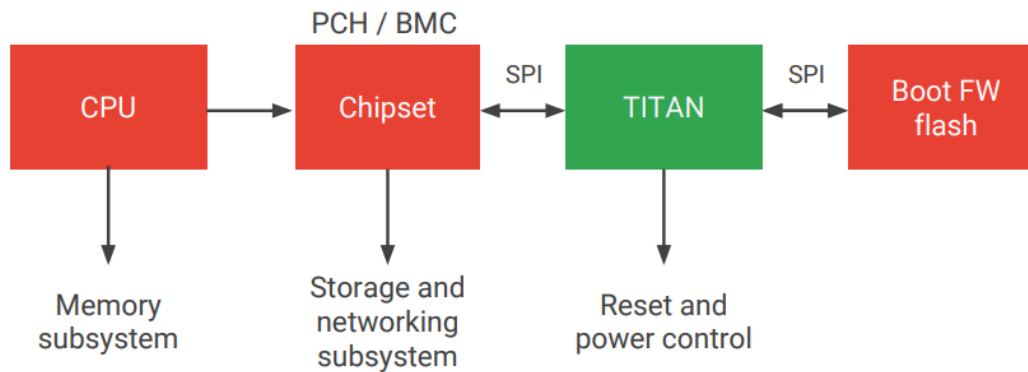 PCH / BMC
CPU
Chipset
SPI
TITAN
SPI
Boot FW
flash
Memory
subsystem
Storage and
networking
subsystem
Reset and
power control